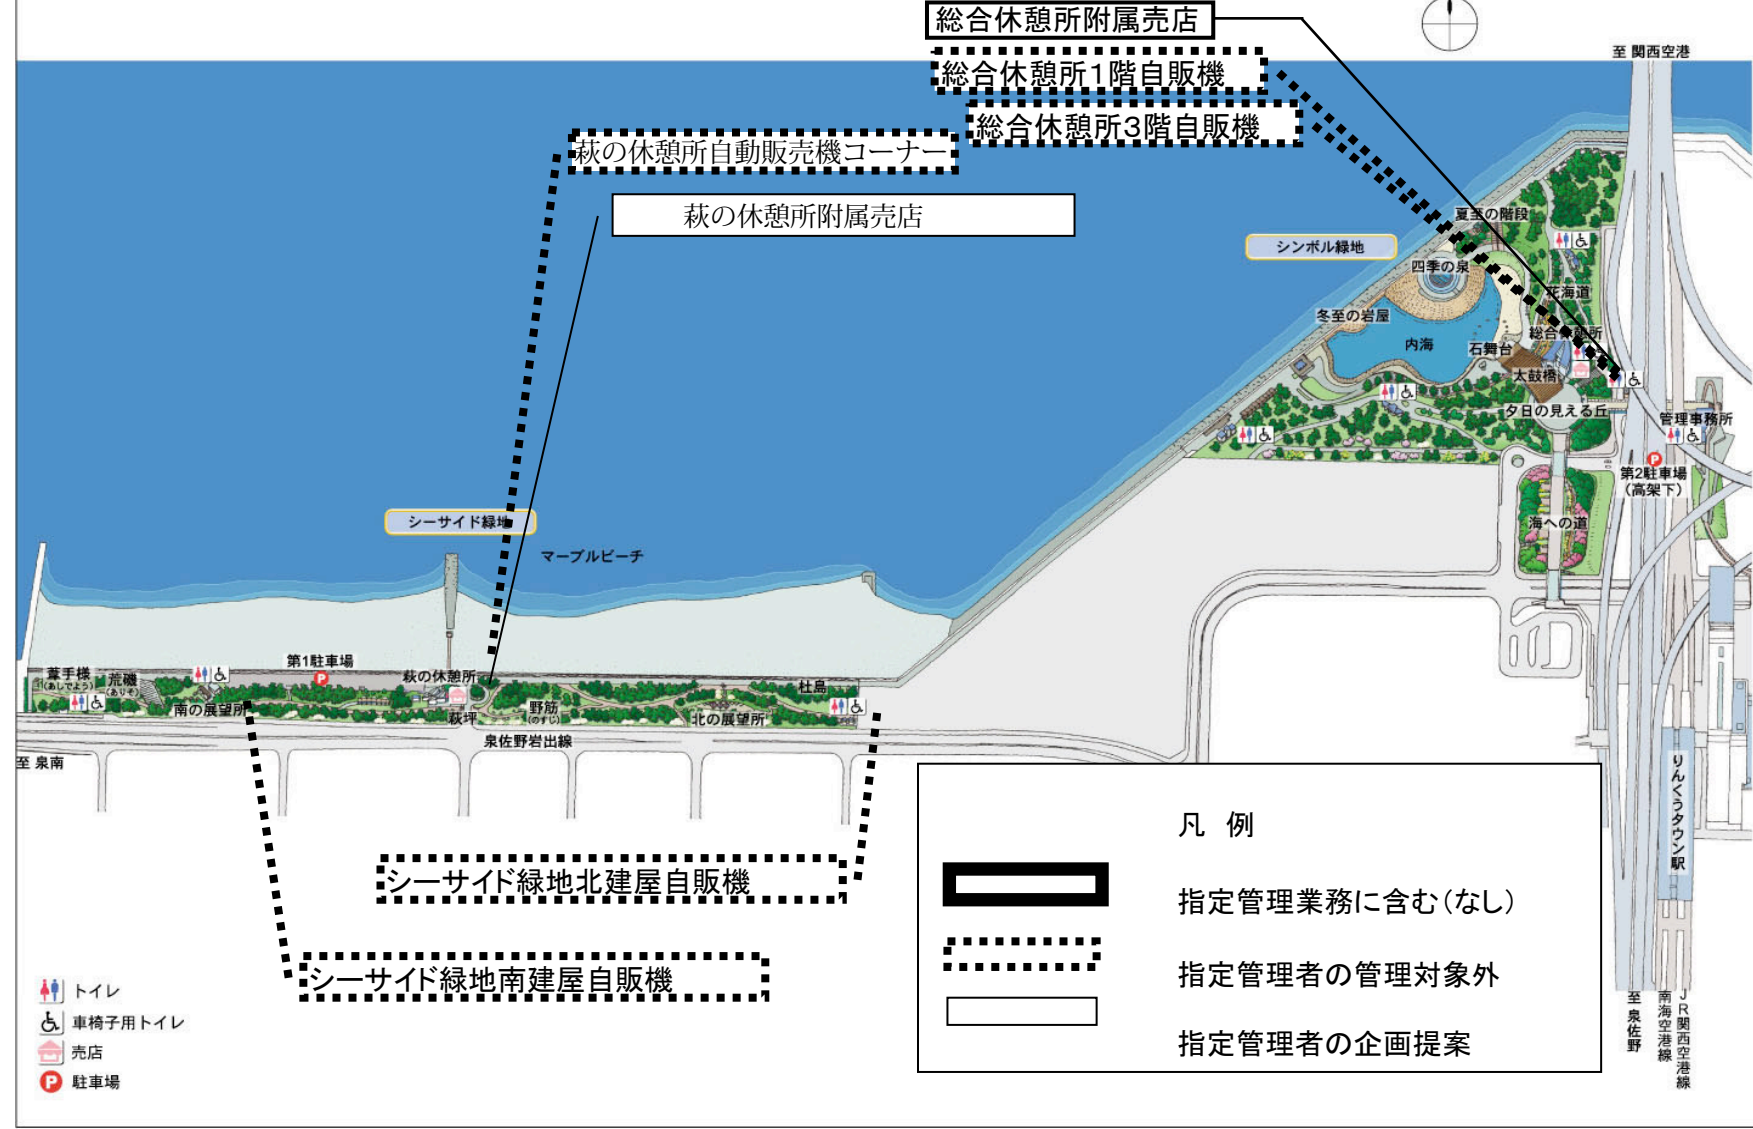 総合休憩所附属売店
至 関西空港
総合休憩所1階自販機
総合休憩所3階自販機
萩の休憩所自動販売機コーナー
萩の休憩所附属売店
夏至の階段
シンボル緑地
四季の泉
花海道
冬至の岩屋
総合休憩所
内海
石舞台
太鼓橋
夕日の見える丘
管理事務所
P
第2駐車場
(高架下)
海への道
シーサイド緑地
マーブルビーチ
葦手様
(あしでよう)
荒磯
(ありそ)
第1駐車場
P
萩の休憩所
杜島
南の展望所
萩坪
野筋
(のすじ)
北の展望所
泉佐野岩出線
至 泉南
りんくうタウン駅
凡 例
指定管理業務に含む(なし)
指定管理者の管理対象外
指定管理者の企画提案
シーサイド緑地北建屋自販機
シーサイド緑地南建屋自販機
トイレ
車椅子用トイレ
売店
P 駐車場
至 泉佐野
南海空港線
JR関西空港線